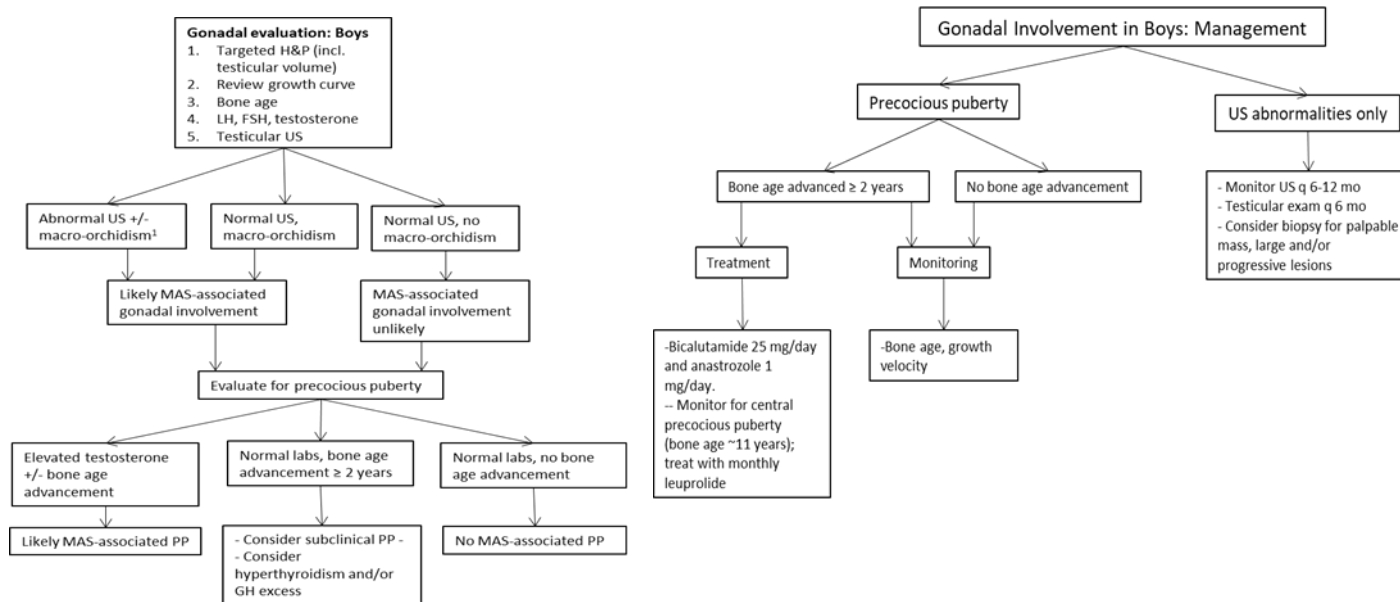 Gonadal evaluation: Boys
1. Targeted H&P (incl.
testicular volume)
2. Review growth curve
3. Bone age
4. LH, FSH, testosterone
5. Testicular US
Abnormal US +/-
macro-orchidism¹
Normal US,
macro-orchidism
Normal US, no
macro-orchidism
Likely MAS-associated
gonadal involvement
MAS-associated
gonadal involvement
unlikely
Evaluate for precocious puberty
Elevated testosterone
+/- bone age
advancement
Normal labs, bone age
advancement ≥ 2 years
Normal labs, no bone
age advancement
Likely MAS-associated PP
- Consider subclinical PP -
- Consider
hyperthyroidism and/or
GH excess
No MAS-associated PP
Gonadal Involvement in Boys: Management
Precocious puberty
US abnormalities only
Bone age advanced ≥ 2 years
No bone age advancement
- Monitor US q 6-12 mo
- Testicular exam q 6 mo
- Consider biopsy for palpable
mass, large and/or
progressive lesions
Treatment
Monitoring
-Bicalutamide 25 mg/day
and anastrozole 1
mg/day.
-- Monitor for central
precocious puberty
(bone age ~11 years);
treat with monthly
leuprolide
-Bone age, growth
velocity